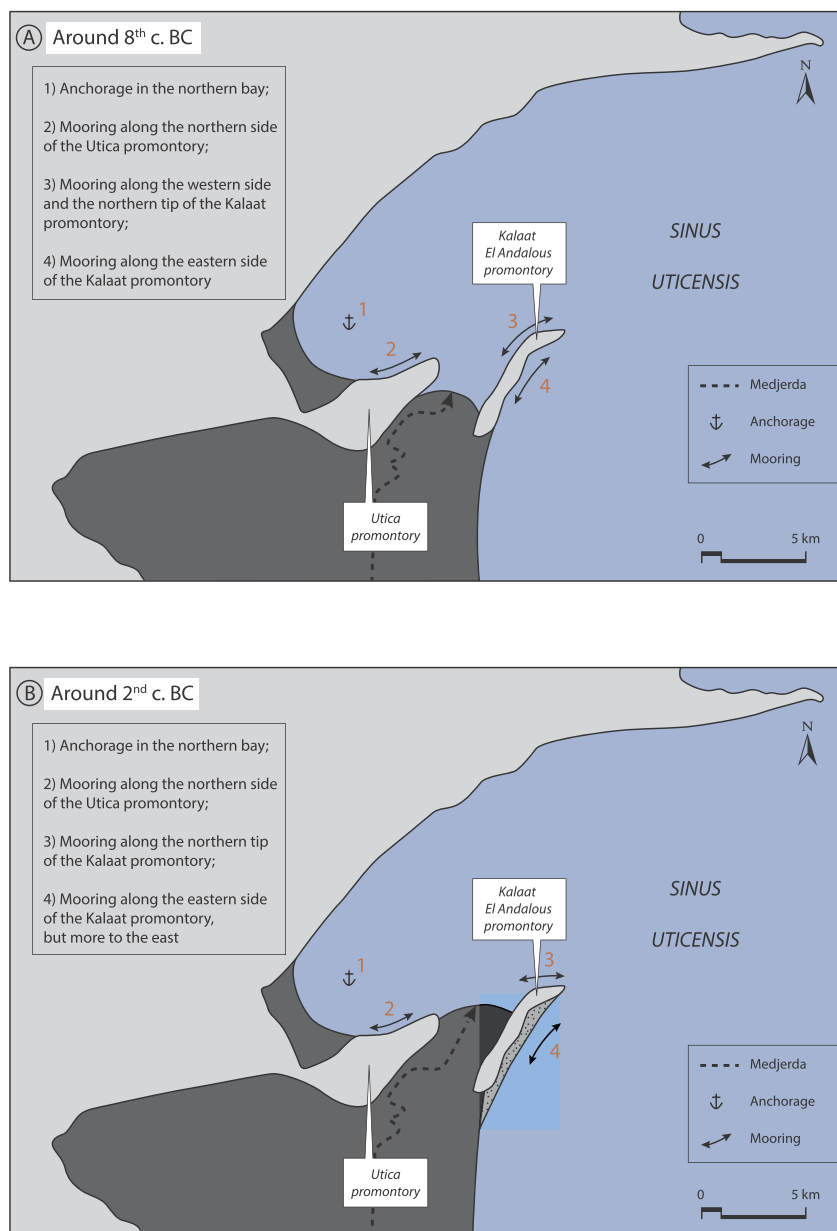 A Around 8th c. BC
1) Anchorage in the northern bay;
2) Mooring along the northern side
of the Utica promontory;
3) Mooring along the western side
and the northern tip of the Kalaat
promontory;
4) Mooring along the eastern side
of the Kalaat promontory
N
SINUS
UTICENSIS
Kalaat
El Andalous
promontory
1
2
3
4
Utica
promontory
Medjerda
Anchorage
Mooring
0 5 km
B Around 2nd c. BC
1) Anchorage in the northern bay;
2) Mooring along the northern side
of the Utica promontory;
3) Mooring along the northern tip
of the Kalaat promontory;
4) Mooring along the eastern side
of the Kalaat promontory,
but more to the east
N
SINUS
UTICENSIS
Kalaat
El Andalous
promontory
1
2
3
4
Utica
promontory
Medjerda
Anchorage
Mooring
0 5 km